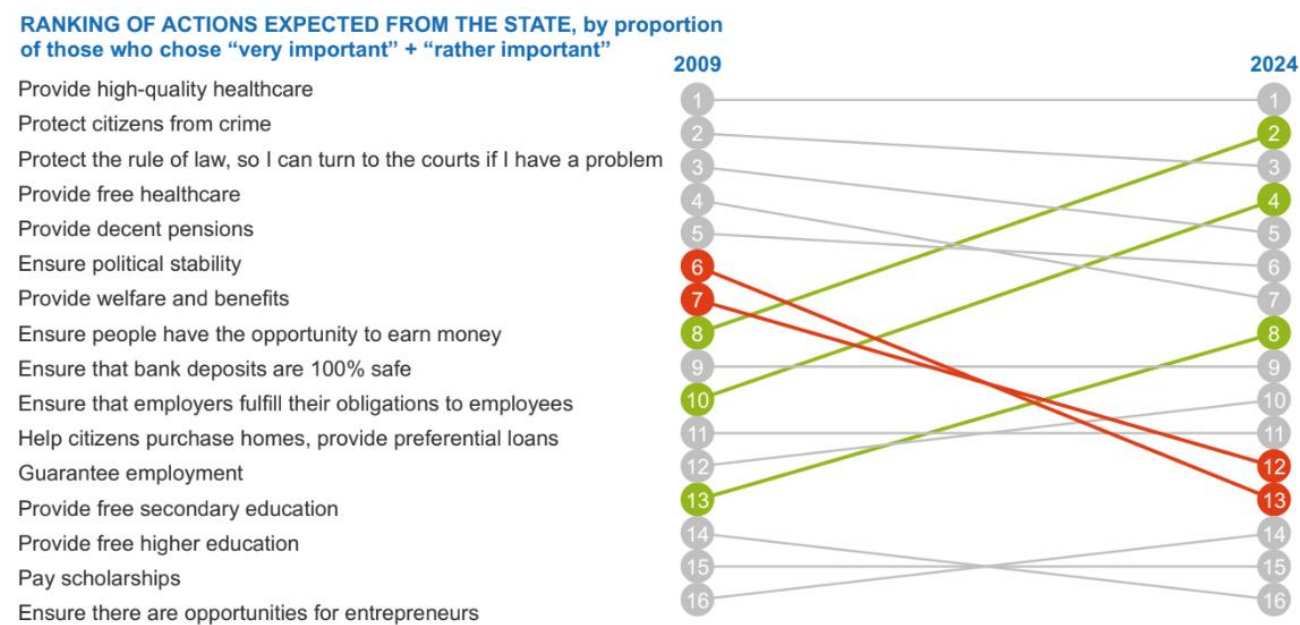 RANKING OF ACTIONS EXPECTED FROM THE STATE, by proportion
of those who chose “very important” + “rather important”
2009 2024
Provide high-quality healthcare 1 1
Protect citizens from crime 2 2
Protect the rule of law, so I can turn to the courts if I have a problem 3 3
Provide free healthcare 4 4
Provide decent pensions 5 5
Ensure political stability 6 6
Provide welfare and benefits 7 7
Ensure people have the opportunity to earn money 8 8
Ensure that bank deposits are 100% safe 9 9
Ensure that employers fulfill their obligations to employees 10 10
Help citizens purchase homes, provide preferential loans 11 11
Guarantee employment 12 12
Provide free secondary education 13 13
Provide free higher education 14 14
Pay scholarships 15 15
Ensure there are opportunities for entrepreneurs 16 16